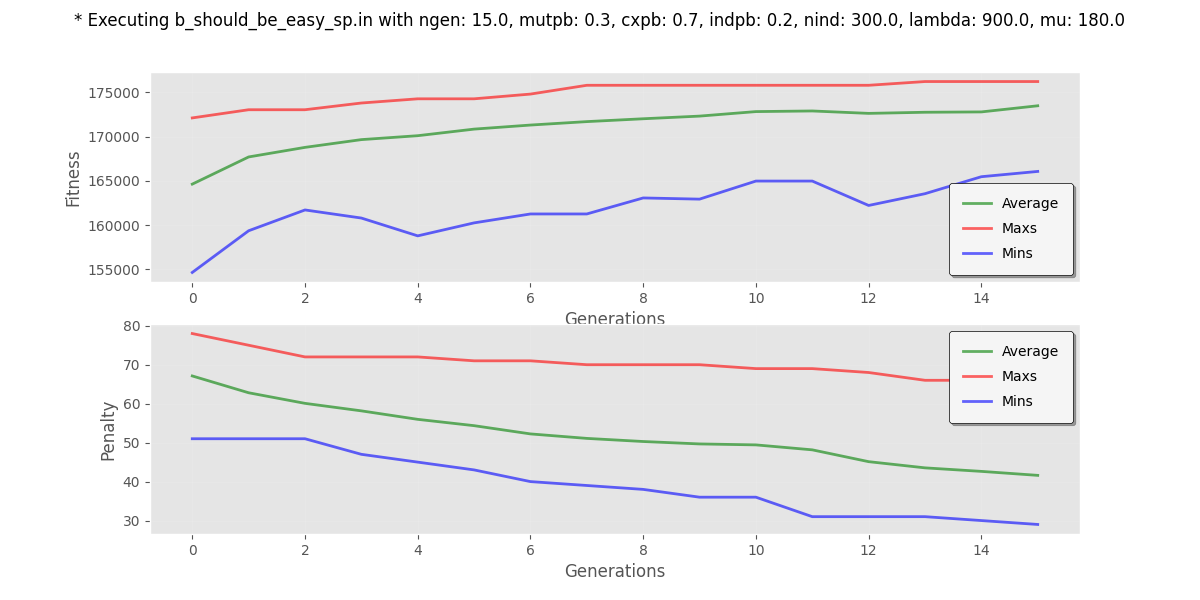 * Executing b_should_be_easy_sp.in with ngen: 15.0, mutpb: 0.3, cxpb: 0.7, indpb: 0.2, nind: 300.0, lambda: 900.0, mu: 180.0
175000
170000
165000
160000
155000
Fitness
Average
Maxs
Mins
0 2 4 6 8 10 12 14
Generations
80
70
60
50
40
30
Penalty
Average
Maxs
Mins
0 2 4 6 8 10 12 14
Generations